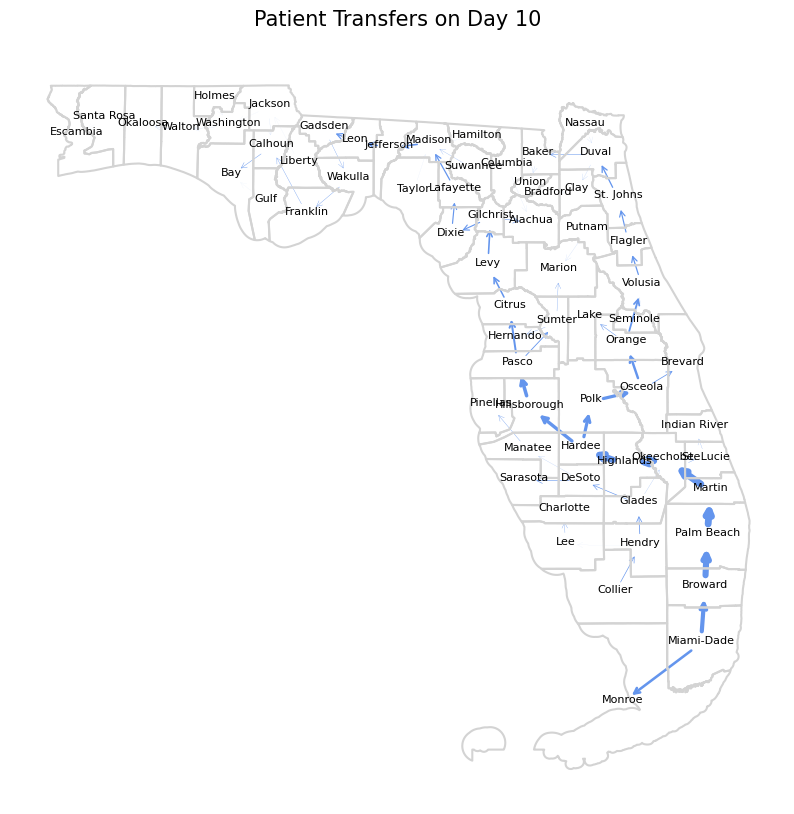 Patient Transfers on Day 10
Holmes
Jackson
Santa Rosa
Okaloosa
Walton
Washington
Escambia
Nassau
Gadsden
Leon
Jefferson
Madison
Hamilton
Calhoun
Liberty
Baker
Duval
Suwannee
Columbia
Bay
Wakulla
Union
Bradford
Clay
St. Johns
Taylor
Lafayette
Gulf
Franklin
Gilchrist
Alachua
Putnam
Dixie
Flagler
Levy
Marion
Volusia
Citrus
Sumter
Lake
Seminole
Hernando
Orange
Pasco
Brevard
Osceola
Pinellas
Hillsborough
Polk
Indian River
Manatee
Hardee
Highlands
Okeechobee
St. Lucie
Sarasota
DeSoto
Martin
Charlotte
Glades
Lee
Hendry
Palm Beach
Collier
Broward
Miami-Dade
Monroe